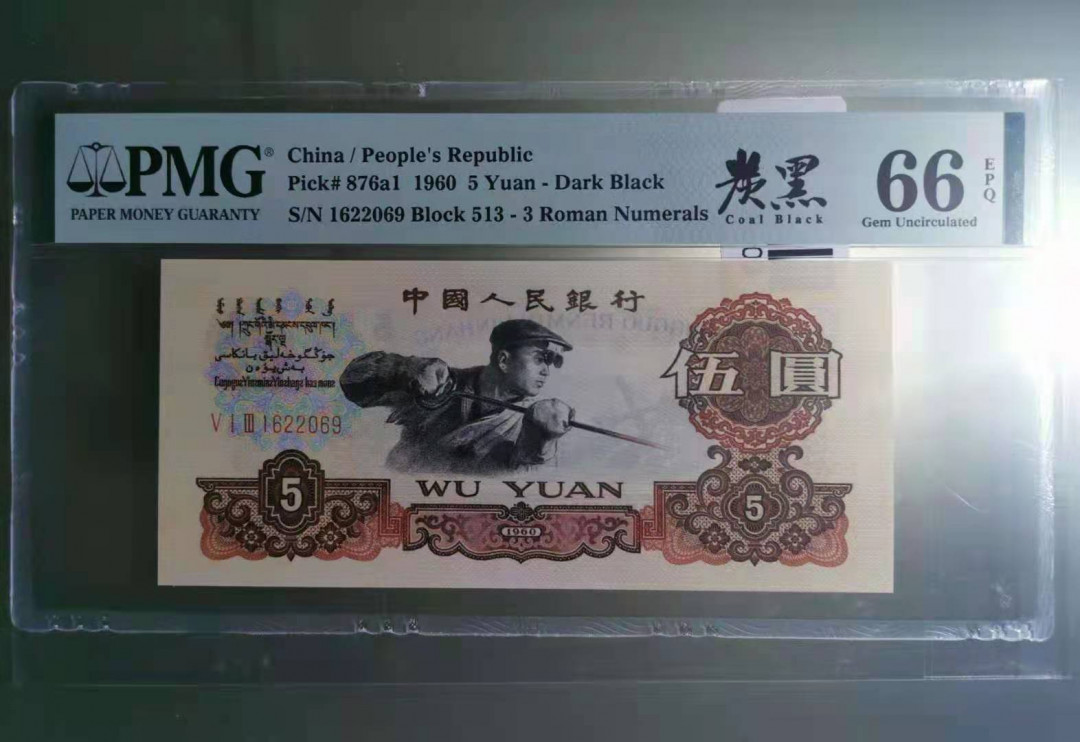 PMG®
PAPER MONEY GUARANTY
China / People's Republic
Pick# 876a1 1960 5 Yuan - Dark Black
S/N 1622069 Block 513 - 3 Roman Numerals
炭黑
Coal Black
66
EPQ
Gem Uncirculated
中國人民銀行
伍圓
V I III 1622069
5
WU YUAN
5
1960